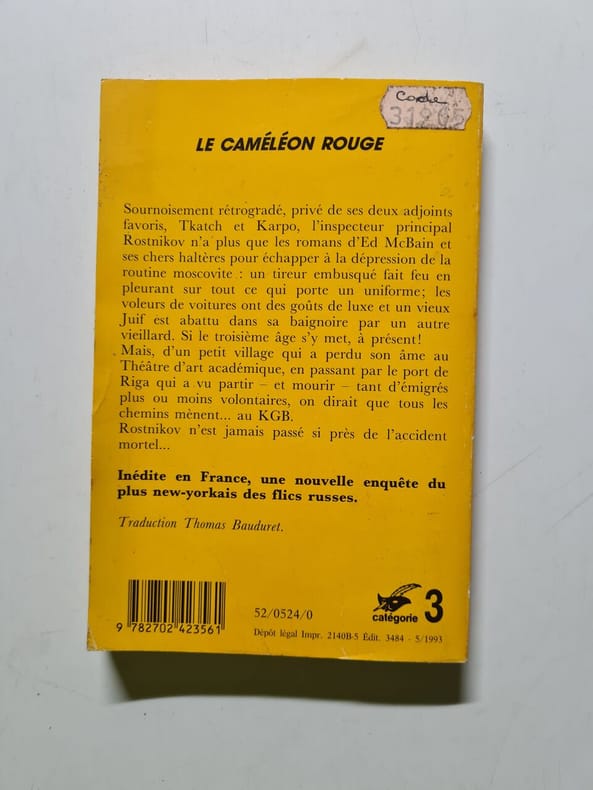 Code
31265
LE CAMÉLÉON ROUGE
Sournoisement rétrogradé, privé de ses deux adjoints
favoris, Tkatch et Karpo, l'inspecteur principal
Rostnikov n'a plus que les romans d'Ed McBain et
ses chers haltères pour échapper à la dépression de la
routine moscovite : un tireur embusqué fait feu en
pleurant sur tout ce qui porte un uniforme; les
voleurs de voitures ont des goûts de luxe et un vieux
Juif est abattu dans sa baignoire par un autre
vieillard. Si le troisième âge s'y met, à présent!
Mais, d'un petit village qui a perdu son âme au
Théâtre d'art académique, en passant par le port de
Riga qui a vu partir – et mourir – tant d'émigrés
plus ou moins volontaires, on dirait que tous les
chemins mènent... au KGB.
Rostnikov n'est jamais passé si près de l'accident
mortel...
Inédite en France, une nouvelle enquête du
plus new-yorkais des flics russes.
Traduction Thomas Bauduret.
9 782702 423561
52/0524/0
Dépôt légal Impr. 2140B-5 Édit. 3484 - 5/1993
catégorie 3